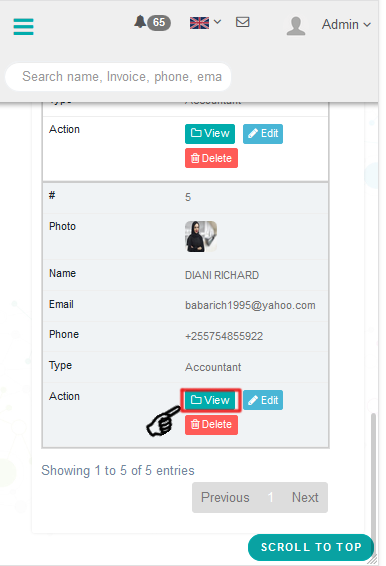 65
Admin
Search name, Invoice, phone, ema
Type
Accountant
Action
View
Edit
Delete
#
5
Photo
Name
DIANI RICHARD
Email
babarich1995@yahoo.com
Phone
+255754855922
Type
Accountant
Action
View
Edit
Delete
Showing 1 to 5 of 5 entries
Previous
1
Next
SCROLL TO TOP